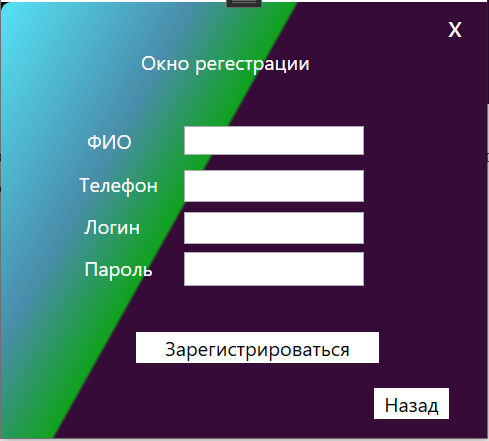 X
Окно регестрации
ФИО
Телефон
Логин
Пароль
Зарегистрироваться
Назад